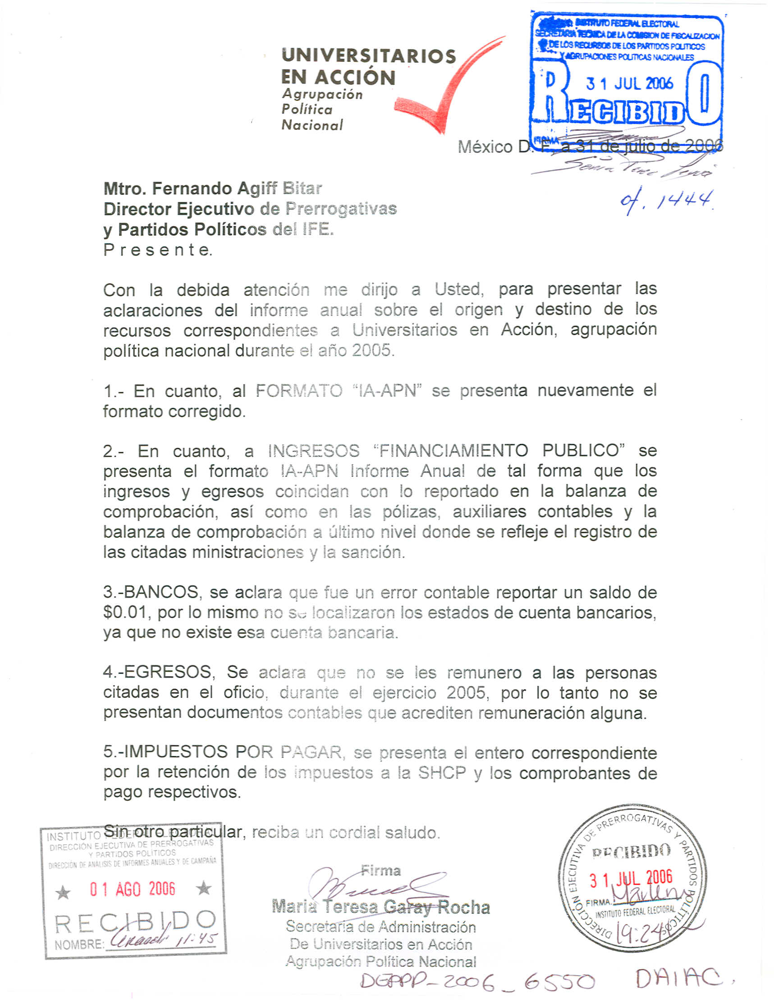 UNIVERSITARIOS
EN ACCIÓN
Agrupación
Política
Nacional
INSTITUTO FEDERAL ELECTORAL
SECRETARIA TECNICA DE LA COMISION DE FISCALIZACION
DE LOS RECURSOS DE LOS PARTIDOS POLITICOS
Y AGRUPACIONES POLITICAS NACIONALES
31 JUL 2006
RECIBIDO
FIRMA
México D. F. a 31 de julio de 2006
Sonia Perez
of. 1444.
Mtro. Fernando Agiff Bitar
Director Ejecutivo de Prerrogativas
y Partidos Políticos del IFE.
P r e s e n t e.
Con la debida atención me dirijo a Usted, para presentar las
aclaraciones del informe anual sobre el origen y destino de los
recursos correspondientes a Universitarios en Acción, agrupación
política nacional durante el año 2005.
1.- En cuanto, al FORMATO “IA-APN” se presenta nuevamente el
formato corregido.
2.- En cuanto, a INGRESOS “FINANCIAMIENTO PUBLICO” se
presenta el formato IA-APN Informe Anual de tal forma que los
ingresos y egresos coincidan con lo reportado en la balanza de
comprobación, así como en las pólizas, auxiliares contables y la
balanza de comprobación a último nivel donde se refleje el registro de
las citadas ministraciones y la sanción.
3.-BANCOS, se aclara que fue un error contable reportar un saldo de
$0.01, por lo mismo no se localizaron los estados de cuenta bancarios,
ya que no existe esa cuenta bancaria.
4.-EGRESOS, Se aclara que no se les remunero a las personas
citadas en el oficio, durante el ejercicio 2005, por lo tanto no se
presentan documentos contables que acrediten remuneración alguna.
5.-IMPUESTOS POR PAGAR, se presenta el entero correspondiente
por la retención de los impuestos a la SHCP y los comprobantes de
pago respectivos.
Sin otro particular, reciba un cordial saludo.
INSTITUTO FEDERAL ELECTORAL
DIRECCIÓN EJECUTIVA DE PRERROGATIVAS
Y PARTIDOS POLÍTICOS
DIRECCIÓN DE ANALISIS DE INFORMES ANUALES Y DE CAMPAÑA
★ 01 AGO 2006 ★
RECIBIDO
NOMBRE: 11:45
Firma
Maria Teresa Garay Rocha
Secretaria de Administración
De Universitarios en Acción
Agrupación Política Nacional
DIRECCIÓN EJECUTIVA DE PRERROGATIVAS Y PARTIDOS POLÍTICOS
RECIBIDO
31 JUL 2006
FIRMA.
INSTITUTO FEDERAL ELECTORAL
19:24
DEPPP-2006_6550 DAIAC.